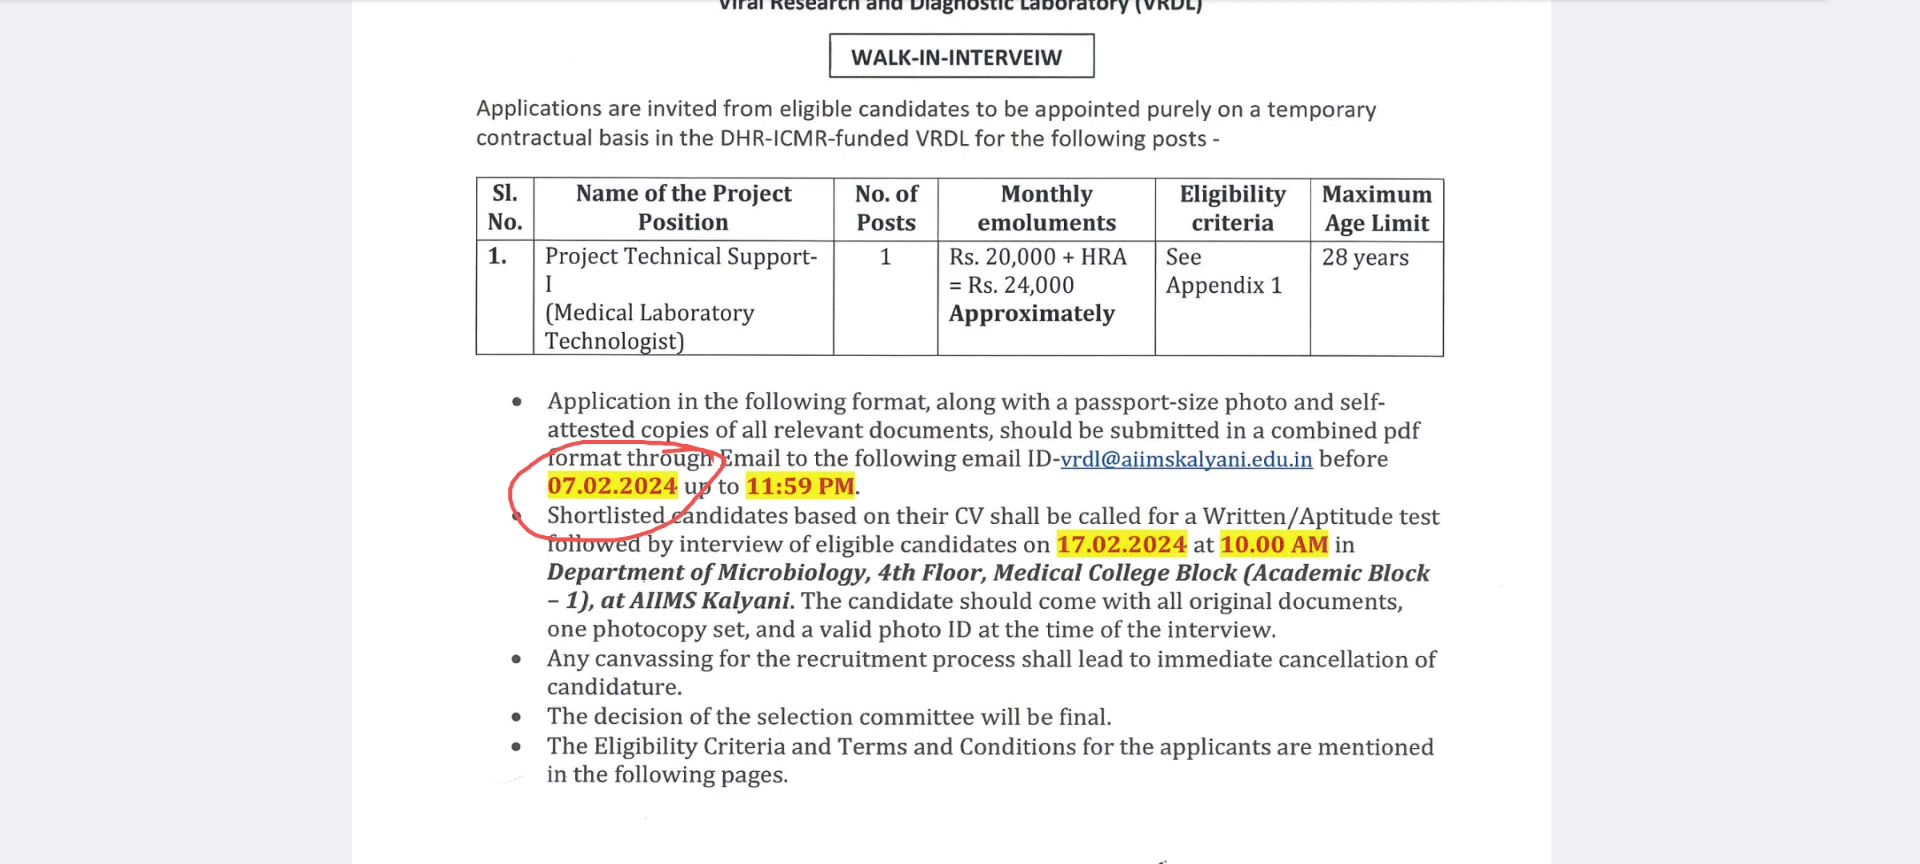 Viral Research and Diagnostic Laboratory (VRDL)
WALK-IN-INTERVEIW
Applications are invited from eligible candidates to be appointed purely on a temporary
contractual basis in the DHR-ICMR-funded VRDL for the following posts -
Sl. No. Name of the Project Position No. of Posts Monthly emoluments Eligibility criteria Maximum Age Limit
1. Project Technical Support- 1 Rs. 20,000 + HRA See 28 years
I = Rs. 24,000 Appendix 1
(Medical Laboratory Approximately
Technologist)
• Application in the following format, along with a passport-size photo and self-
attested copies of all relevant documents, should be submitted in a combined pdf
format through Email to the following email ID-vrdl@aiimskalyani.edu.in before
07.02.2024 up to 11:59 PM.
• Shortlisted candidates based on their CV shall be called for a Written/Aptitude test
followed by interview of eligible candidates on 17.02.2024 at 10.00 AM in
Department of Microbiology, 4th Floor, Medical College Block (Academic Block
– 1), at AIIMS Kalyani. The candidate should come with all original documents,
one photocopy set, and a valid photo ID at the time of the interview.
• Any canvassing for the recruitment process shall lead to immediate cancellation of
candidature.
• The decision of the selection committee will be final.
• The Eligibility Criteria and Terms and Conditions for the applicants are mentioned
in the following pages.